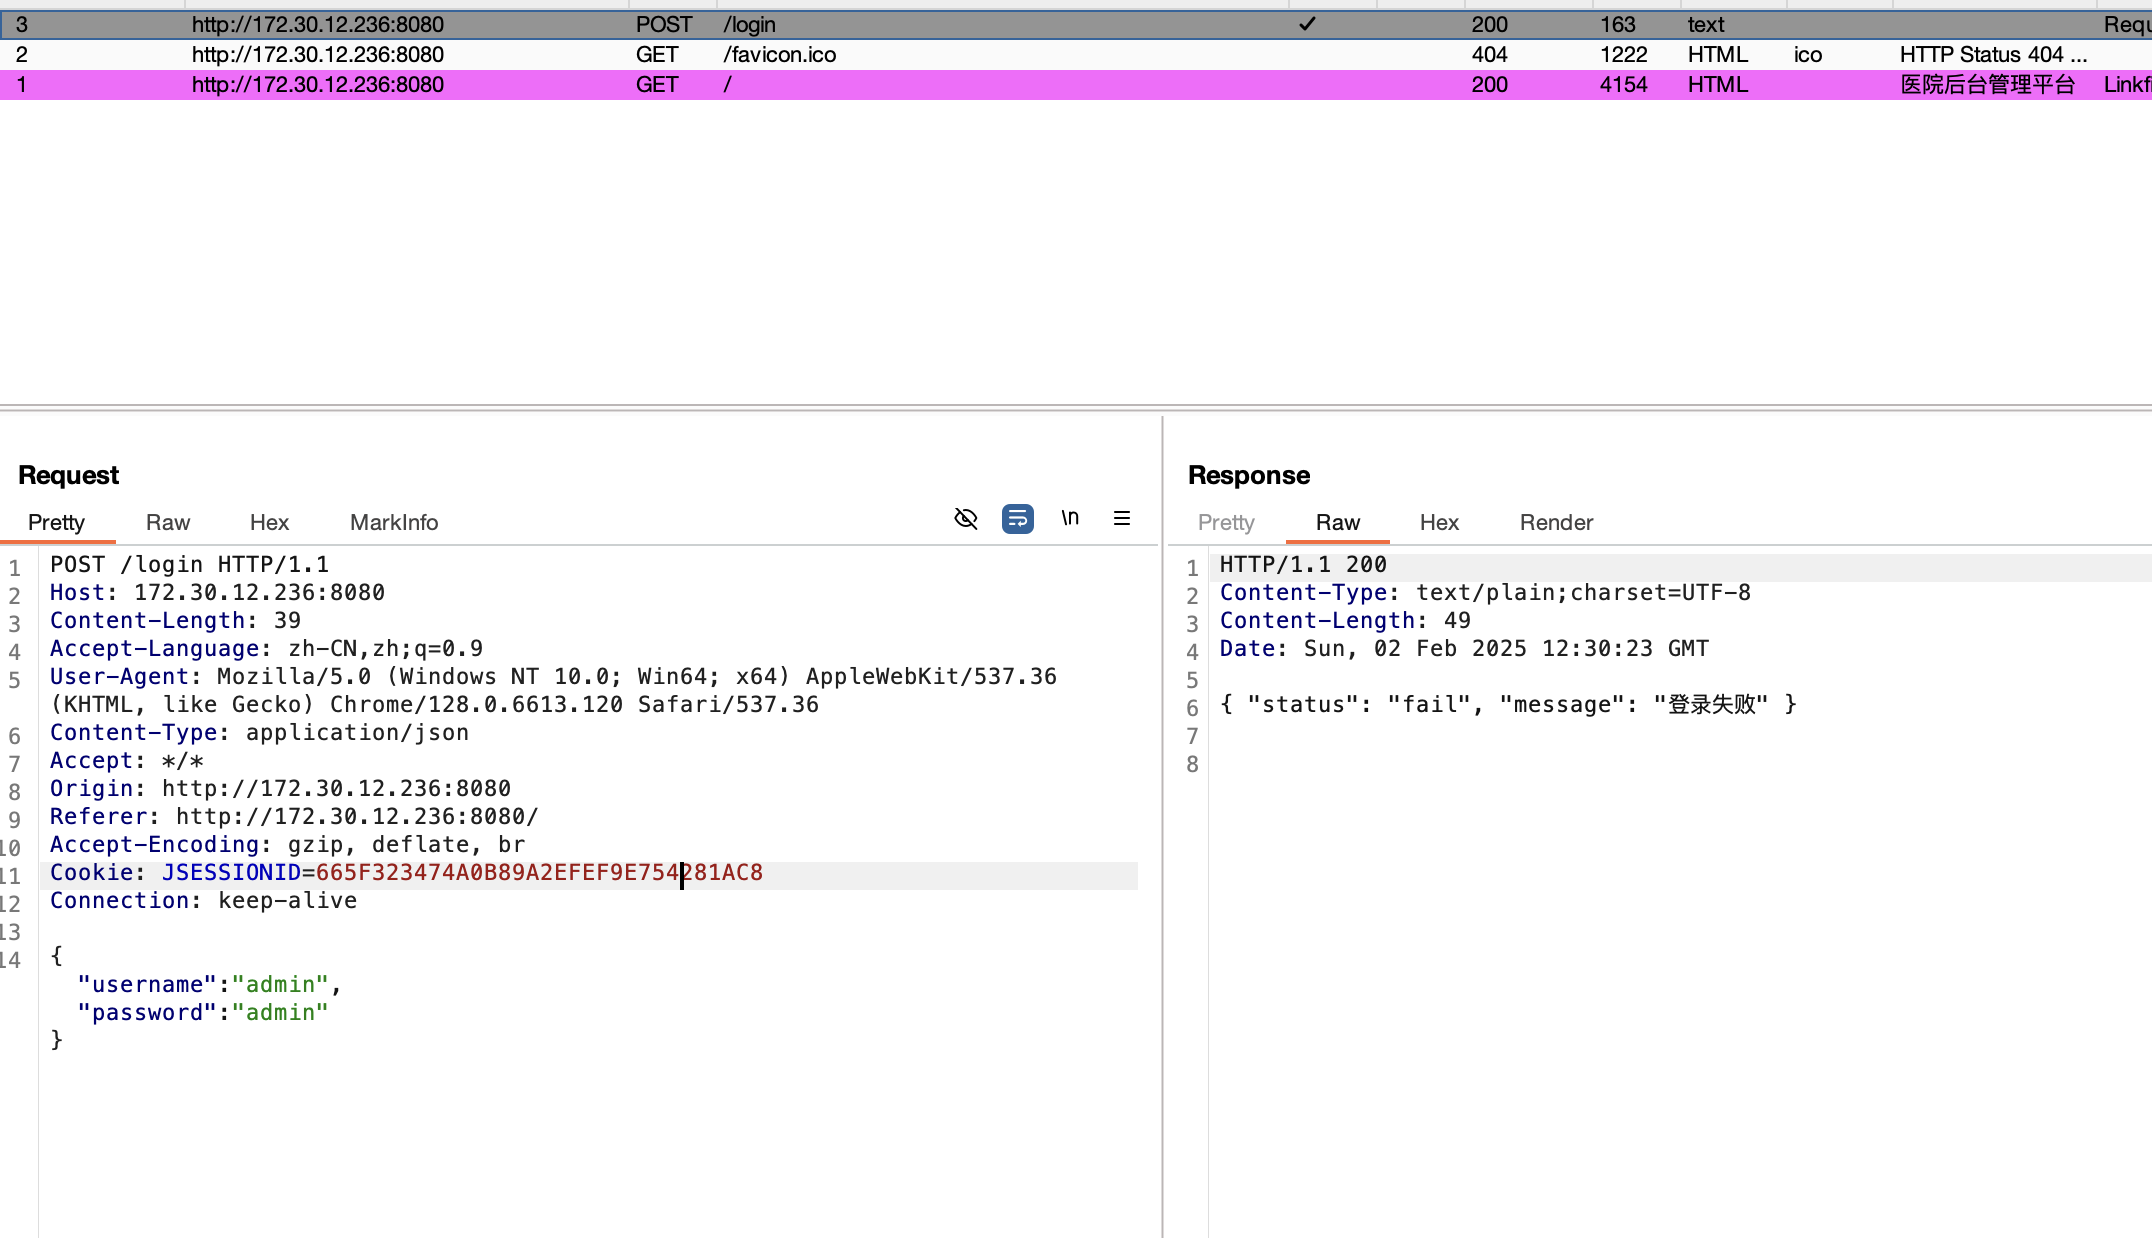 3 http://172.30.12.236:8080 POST /login ✓ 200 163 text Requ
2 http://172.30.12.236:8080 GET /favicon.ico 404 1222 HTML ico HTTP Status 404 ...
1 http://172.30.12.236:8080 GET / 200 4154 HTML 医院后台管理平台 Linkf
Request
Pretty Raw Hex MarkInfo \n
1 POST /login HTTP/1.1
2 Host: 172.30.12.236:8080
3 Content-Length: 39
4 Accept-Language: zh-CN,zh;q=0.9
5 User-Agent: Mozilla/5.0 (Windows NT 10.0; Win64; x64) AppleWebKit/537.36
(KHTML, like Gecko) Chrome/128.0.6613.120 Safari/537.36
6 Content-Type: application/json
7 Accept: */*
8 Origin: http://172.30.12.236:8080
9 Referer: http://172.30.12.236:8080/
10 Accept-Encoding: gzip, deflate, br
11 Cookie: JSESSIONID=665F323474A0B89A2EFEF9E754281AC8
12 Connection: keep-alive
13
14 {
"username":"admin",
"password":"admin"
}
Response
Pretty Raw Hex Render
1 HTTP/1.1 200
2 Content-Type: text/plain;charset=UTF-8
3 Content-Length: 49
4 Date: Sun, 02 Feb 2025 12:30:23 GMT
5
6 { "status": "fail", "message": "登录失败" }
7
8